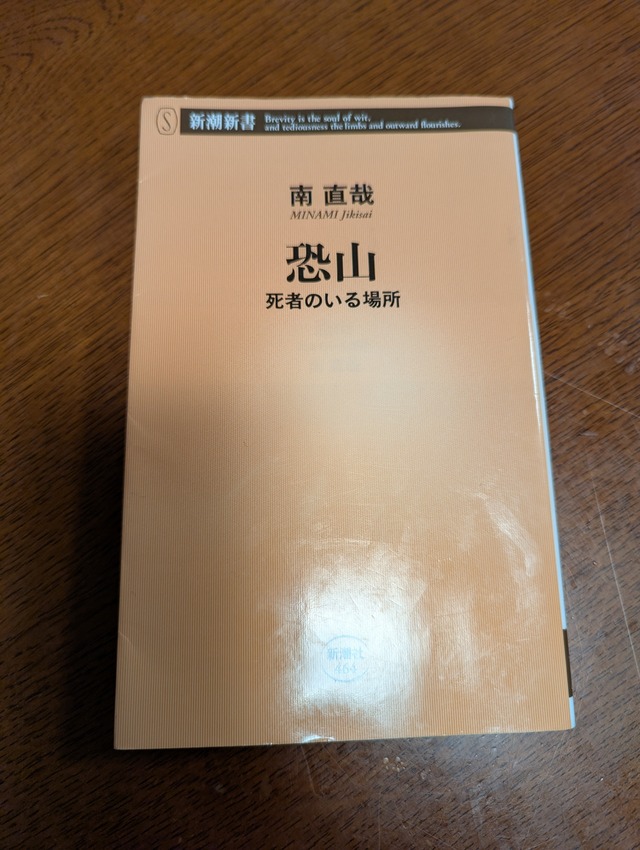 S
新潮新書
Brevity is the soul of wit,
and tediousness the limbs and outward flourishes.
南 直哉
MINAMI Jikisai
恐山
死者のいる場所
新潮社
464